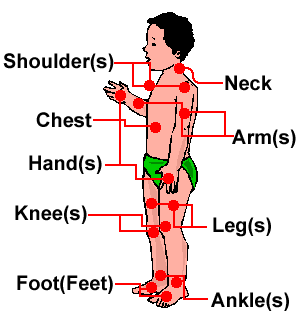 Shoulder(s)
Neck
Chest
Arm(s)
Hand(s)
Knee(s)
Leg(s)
Foot(Feet)
Ankle(s)